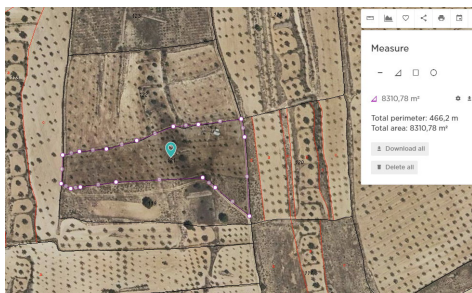 Measure
8310,78 m²
Total perimeter: 466,2 m
Total area: 8310,78 m²
Download all
Delete all